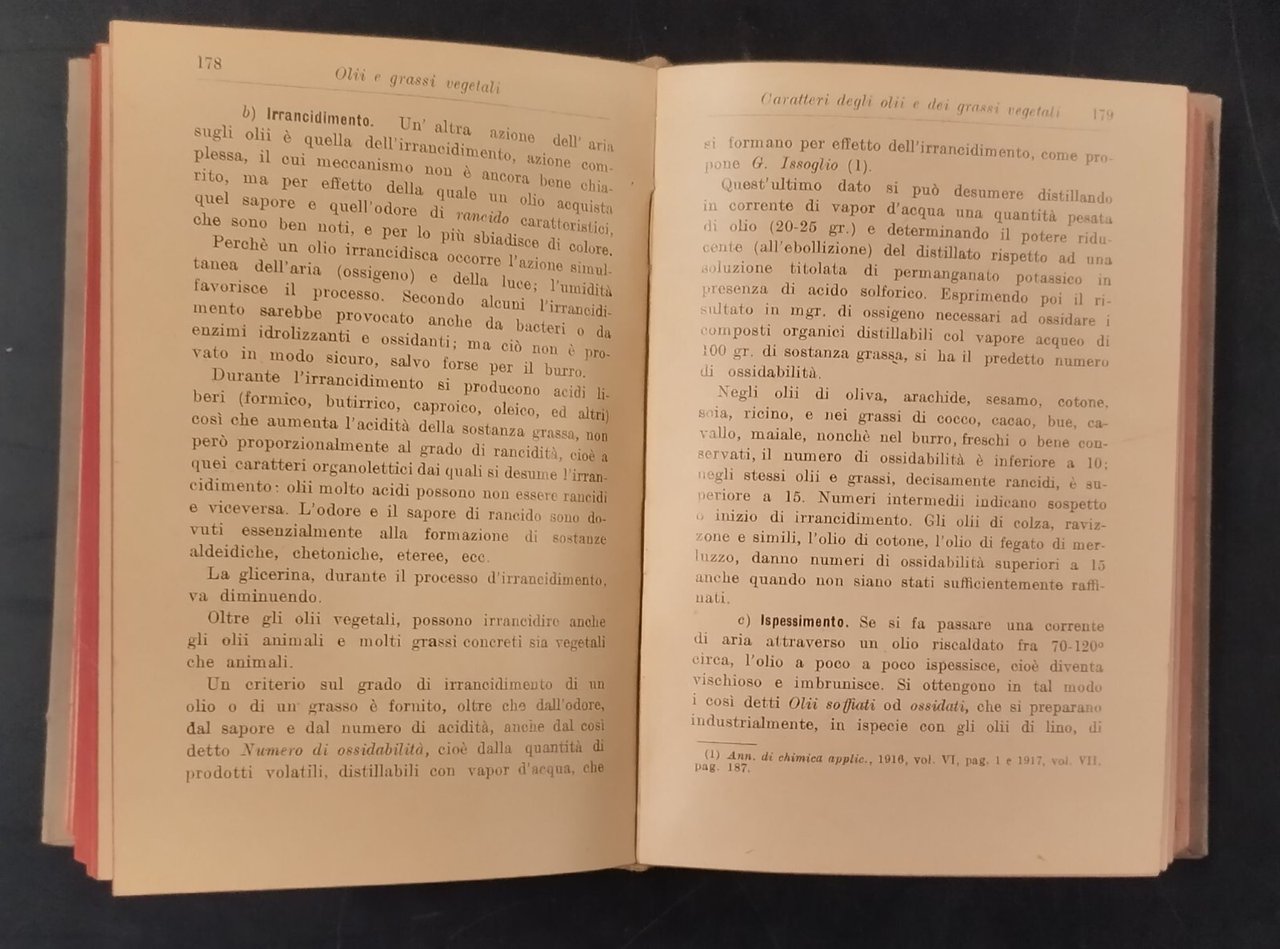 178
Olii e grassi vegetali
b) Irrancidimento. Un' altra azione dell' aria
sugli olii è quella dell'irrancidimento, azione com-
plessa, il cui meccanismo non è ancora bene chia-
rito, ma per effetto della quale un olio acquista
quel sapore e quell'odore di rancido caratteristici,
che sono ben noti, e per lo più sbiadisce di colore.
Perchè un olio irrancidisca occorre l'azione simul-
tanea dell'aria (ossigeno) e della luce; l'umidità
favorisce il processo. Secondo alcuni l'irrancidi-
mento sarebbe provocato anche da bacteri o da
enzimi idrolizzanti e ossidanti; ma ciò non è pro-
vato in modo sicuro, salvo forse per il burro.
Durante l'irrancidimento si producono acidi li-
beri (formico, butirrico, caproico, oleico, ed altri)
così che aumenta l'acidità della sostanza grassa, non
però proporzionalmente al grado di rancidità, cioè a
quei caratteri organolettici dai quali si desume l'irran-
cidimento: olii molto acidi possono non essere rancidi
e viceversa. L'odore e il sapore di rancido sono do-
vuti essenzialmente alla formazione di sostanze
aldeidiche, chetoniche, eteree, ecc.
La glicerina, durante il processo d'irrancidimento,
va diminuendo.
Oltre gli olii vegetali, possono irrancidire anche
gli olii animali e molti grassi concreti sia vegetali
che animali.
Un criterio sul grado di irrancidimento di un
olio o di un grasso è fornito, oltre che dall'odore,
dal sapore e dal numero di acidità, anche dal così
detto Numero di ossidabilità, cioè dalla quantità di
prodotti volatili, distillabili con vapor d'acqua, che
Caratteri degli olii e dei grassi vegetali 179
si formano per effetto dell'irrancidimento, come pro-
pone G. Issoglio (1).
Quest'ultimo dato si può desumere distillando
in corrente di vapor d'acqua una quantità pesata
di olio (20-25 gr.) e determinando il potere ridu-
cente (all'ebollizione) del distillato rispetto ad una
soluzione titolata di permanganato potassico in
presenza di acido solforico. Esprimendo poi il ri-
sultato in mgr. di ossigeno necessari ad ossidare i
composti organici distillabili col vapore acqueo di
100 gr. di sostanza grassa, si ha il predetto numero
di ossidabilità.
Negli olii di oliva, arachide, sesamo, cotone,
soia, ricino, e nei grassi di cocco, cacao, bue, ca-
vallo, maiale, nonchè nel burro, freschi o bene con-
servati, il numero di ossidabilità è inferiore a 10;
negli stessi olii e grassi, decisamente rancidi, è su-
periore a 15. Numeri intermedii indicano sospetto
o inizio di irrancidimento. Gli olii di colza, raviz-
zone e simili, l'olio di cotone, l'olio di fegato di mer-
luzzo, danno numeri di ossidabilità superiori a 15
anche quando non siano stati sufficientemente raffi-
nati.
c) Ispessimento. Se si fa passare una corrente
di aria attraverso un olio riscaldato fra 70-120°
circa, l'olio a poco a poco ispessisce, cioè diventa
vischioso e imbrunisce. Si ottengono in tal modo
i così detti Olii soffiati od ossidati, che si preparano
industrialmente, in ispecie con gli olii di lino, di
(1) Ann. di chimica applic., 1916, vol. VI, pag. 1 e 1917, vol. VII.
pag. 187.